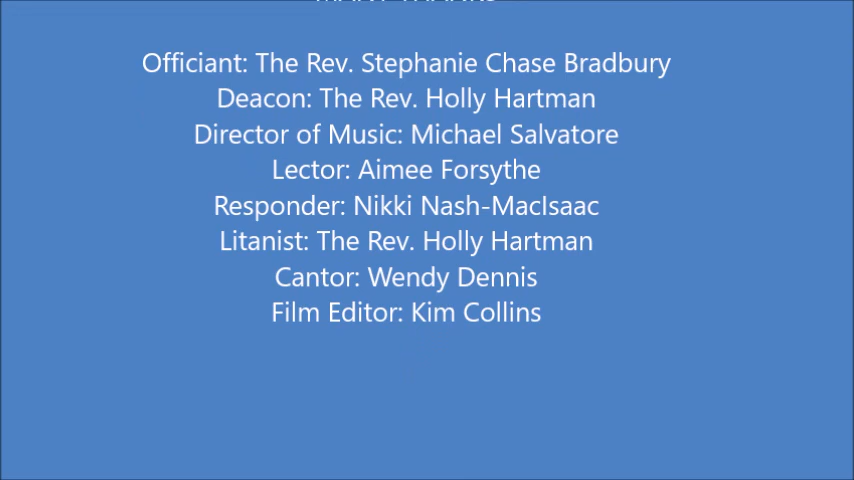 Officiant: The Rev. Stephanie Chase Bradbury
Deacon: The Rev. Holly Hartman
Director of Music: Michael Salvatore
Lector: Aimee Forsythe
Responder: Nikki Nash-MacIsaac
Litanist: The Rev. Holly Hartman
Cantor: Wendy Dennis
Film Editor: Kim Collins